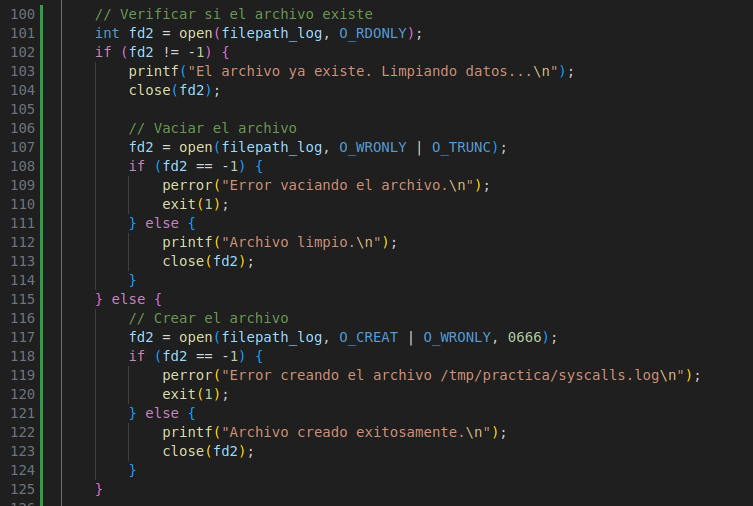 100 // Verificar si el archivo existe
101 int fd2 = open(filepath_log, O_RDONLY);
102 if (fd2 != -1) {
103 printf("El archivo ya existe. Limpiando datos...\n");
104 close(fd2);
105
106 // Vaciar el archivo
107 fd2 = open(filepath_log, O_WRONLY | O_TRUNC);
108 if (fd2 == -1) {
109 perror("Error vaciando el archivo.\n");
110 exit(1);
111 } else {
112 printf("Archivo limpio.\n");
113 close(fd2);
114 }
115 } else {
116 // Crear el archivo
117 fd2 = open(filepath_log, O_CREAT | O_WRONLY, 0666);
118 if (fd2 == -1) {
119 perror("Error creando el archivo /tmp/practica/syscalls.log\n");
120 exit(1);
121 } else {
122 printf("Archivo creado exitosamente.\n");
123 close(fd2);
124 }
125 }